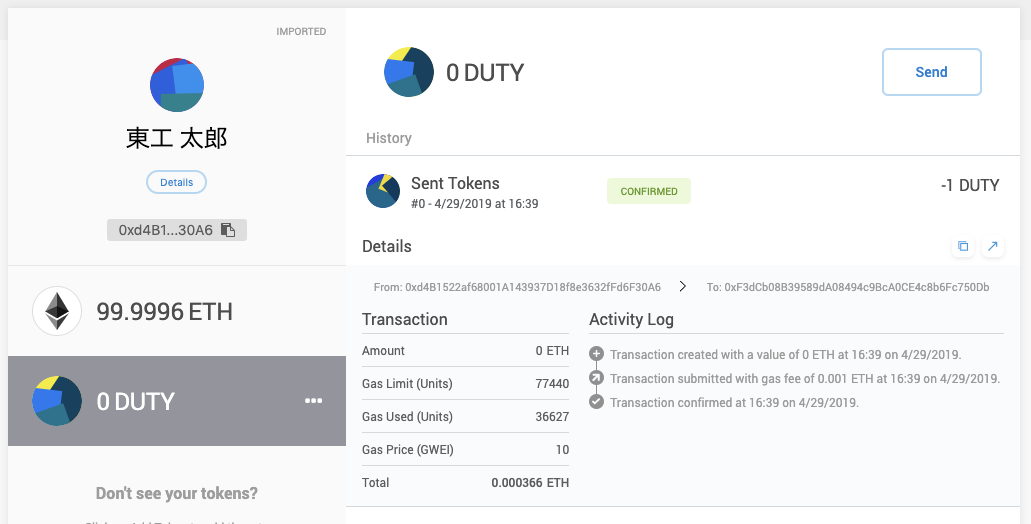 IMPORTED
東工 太郎
Details
0xd4B1...30A6
99.9996 ETH
0 DUTY
Don't see your tokens?
0 DUTY
Send
History
Sent Tokens
#0 - 4/29/2019 at 16:39
CONFIRMED
-1 DUTY
Details
From: 0xd4B1522af68001A143937D18f8e3632fFd6F30A6 To: 0xF3dCb08B39589dA08494c9BcA0CE4c8b6Fc750Db
Transaction
Amount 0 ETH
Gas Limit (Units) 77440
Gas Used (Units) 36627
Gas Price (GWEI) 10
Total 0.000366 ETH
Activity Log
Transaction created with a value of 0 ETH at 16:39 on 4/29/2019.
Transaction submitted with gas fee of 0.001 ETH at 16:39 on 4/29/2019.
Transaction confirmed at 16:39 on 4/29/2019.